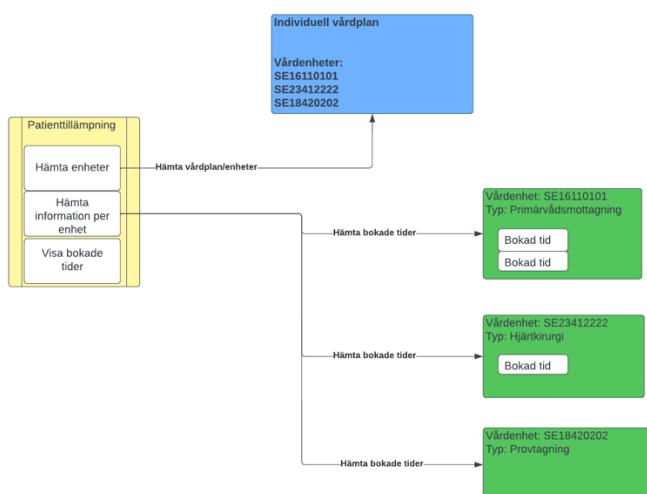 Individuell vårdplan
Vårdenheter:
SE16110101
SE23412222
SE18420202
Patienttillämpning
Hämta enheter
Hämta vårdplan/enheter
Hämta
information per
enhet
Visa bokade
tider
Hämta bokade tider
Vårdenhet: SE16110101
Typ: Primärvådsmottagning
Bokad tid
Bokad tid
Hämta bokade tider
Vårdenhet: SE23412222
Typ: Hjärtkirurgi
Bokad tid
Hämta bokade tider
Vårdenhet: SE18420202
Typ: Provtagning